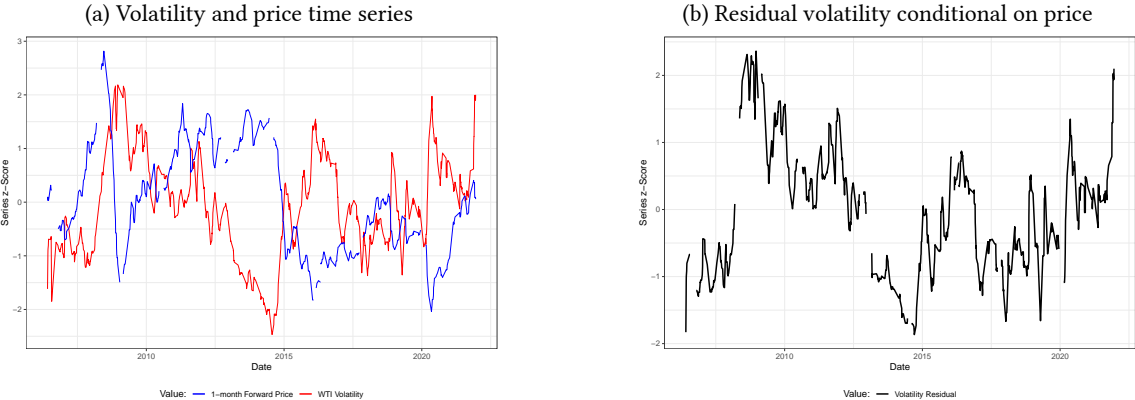 (a) Volatility and price time series
3
2
1
0
−1
−2
Series z−Score
2010
2015
2020
Date
Value:
1−month Forward Price
WTI Volatility
(b) Residual volatility conditional on price
2
1
0
−1
−2
Series z−Score
2010
2015
2020
Date
Value:
Volatility Residual